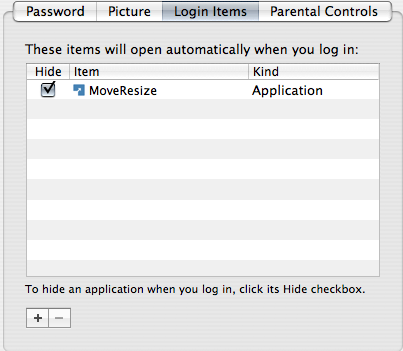 Password Picture Login Items Parental Controls
These items will open automatically when you log in:
Hide Item Kind
MoveResize Application
To hide an application when you log in, click its Hide checkbox.
+ −